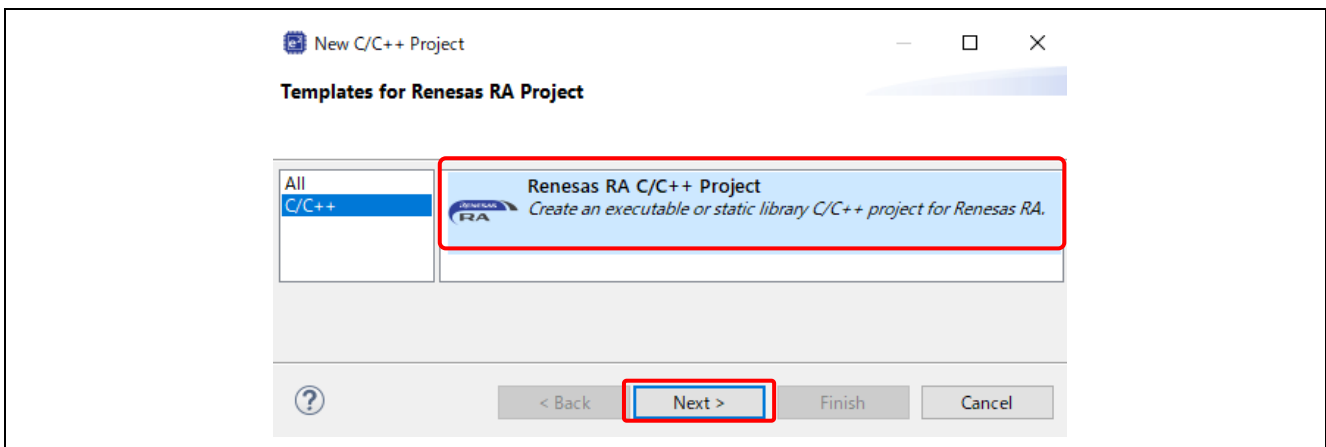 New C/C++ Project
Templates for Renesas RA Project
All
C/C++
Renesas RA C/C++ Project
RENESAS
RA
Create an executable or static library C/C++ project for Renesas RA.
?
< Back
Next >
Finish
Cancel